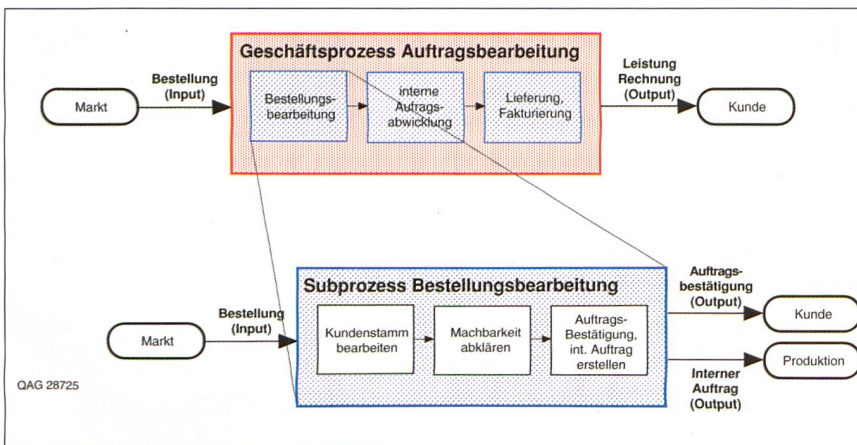 Geschäftsprozess Auftragsbearbeitung
Bestellung
(Input)
Markt
Bestellungs-
bearbeitung
interne
Autrags-
abwicklung
Lieferung,
Fakturierung
Leistung
Rechnung
(Output)
Kunde
Subprozess Bestellungsbearbeitung
Bestellung
(Input)
Markt
Kundenstamm
bearbeiten
Machbarkeit
abklären
Auftrags-
Bestätigung,
int. Auftrag
erstellen
Auftrags-
bestätigung
(Output)
Kunde
Produktion
Interner
Auftrag
(Output)
QAG 28725